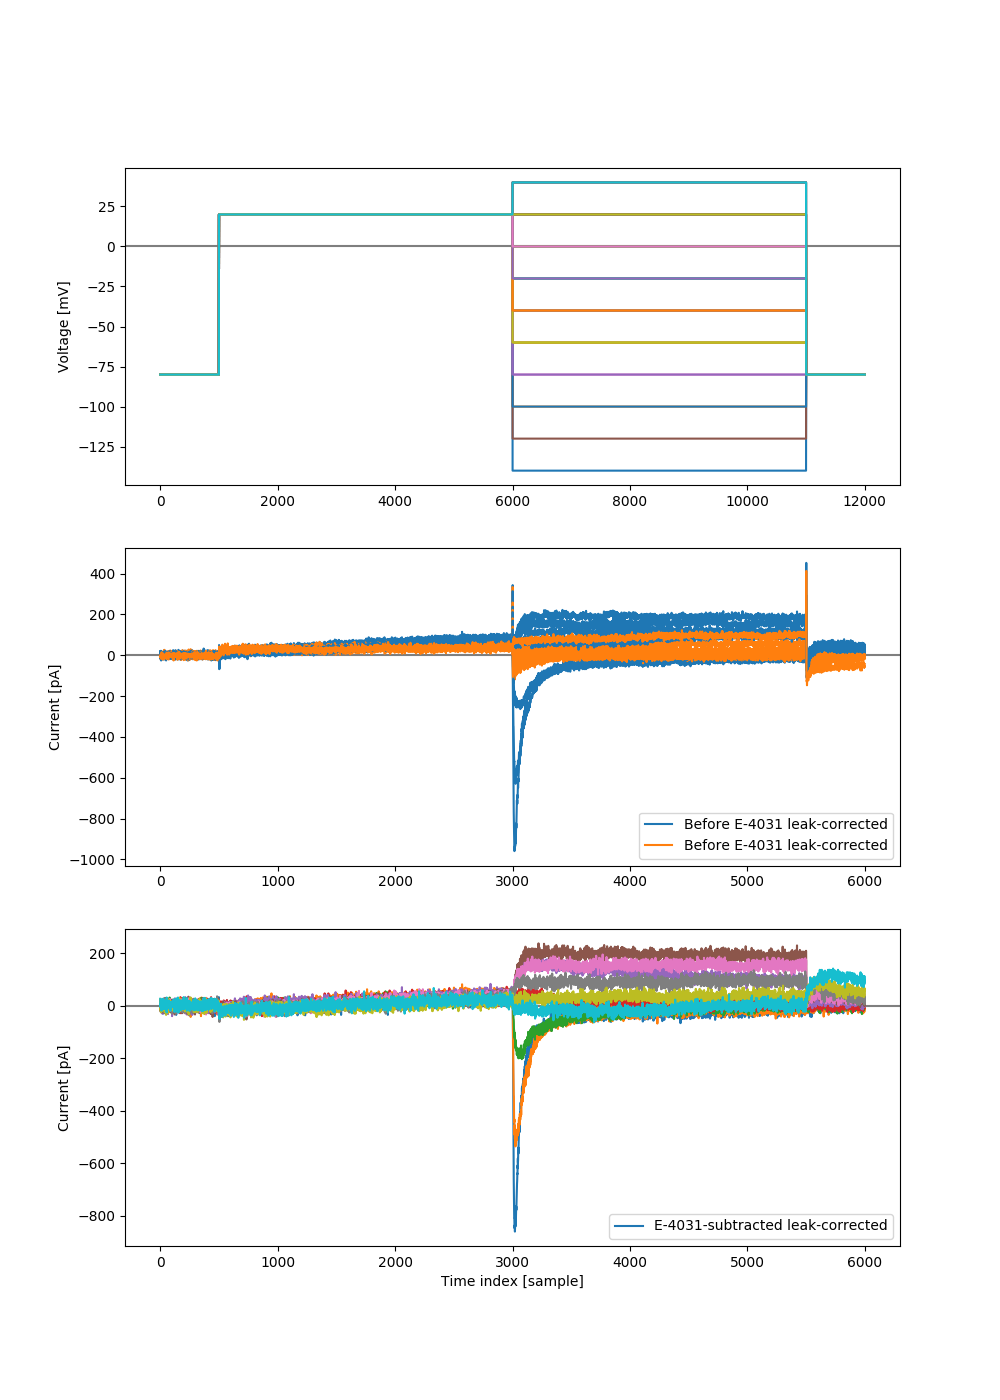 25
0
−25
−50
−75
−100
−125
Voltage [mV]
0 2000 4000 6000 8000 10000 12000
400
200
0
−200
−400
−600
−800
−1000
Current [pA]
Before E-4031 leak-corrected
Before E-4031 leak-corrected
0 1000 2000 3000 4000 5000 6000
200
0
−200
−400
−600
−800
Current [pA]
E-4031-subtracted leak-corrected
0 1000 2000 3000 4000 5000 6000
Time index [sample]